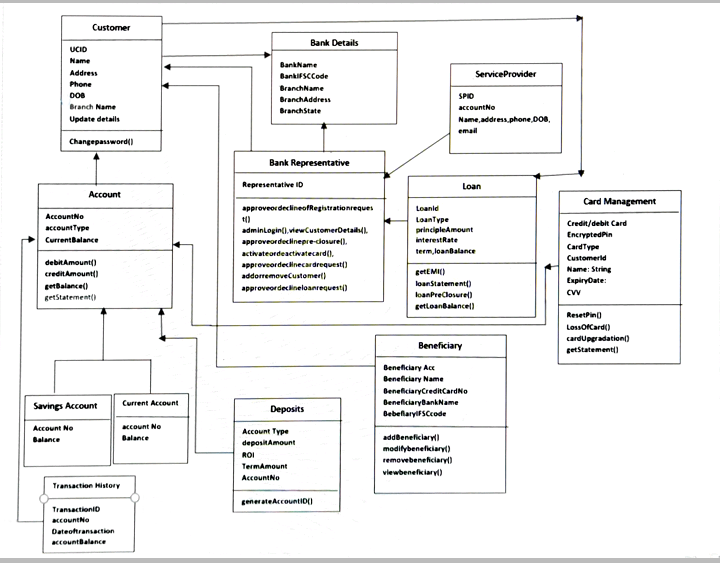 Customer
UCID
Name
Address
Phone
DOB
Branch Name
Update details
Changepassword()
Bank Details
BankName
BankIFSCCode
BranchName
BranchAddress
BranchState
ServiceProvider
SPID
accountNo
Name,address,phone,DOB,
email
Bank Representative
Representative ID
approveordeclineofRegistrationreques
t()
adminLogin(),viewCustomerDetails(),
approveordeclinepre-closure(),
activateordeactivatecard(),
approveordeclinecardrequest()
addorremoveCustomer()
approveordeclineloanrequest()
Loan
LoanId
LoanType
principleAmount
interestRate
term,loanBalance
getEMI()
loanStatement()
loanPreClosure()
getLoanBalance()
Card Management
Credit/debit Card
EncryptedPin
CardType
CustomerId
Name: String
ExpiryDate:
CVV
ResetPin()
LossOfCard()
cardUpgradation()
getStatement()
Account
AccountNo
accountType
CurrentBalance
debitAmount()
creditAmount()
getBalance()
getStatement()
Beneficiary
Beneficiary Acc
Beneficiary Name
BeneficiaryCreditCardNo
BeneficiaryBankName
BebefiaryIFSCcode
addBeneficiary()
modifybeneficiary()
removebeneficiary()
viewbeneficiary()
Savings Account
Account No
Balance
Current Account
account No
Balance
Deposits
Account Type
depositAmount
ROI
TermAmount
AccountNo
generateAccountID()
Transaction History
TransactionID
accountNo
Dateoftransaction
accountBalance